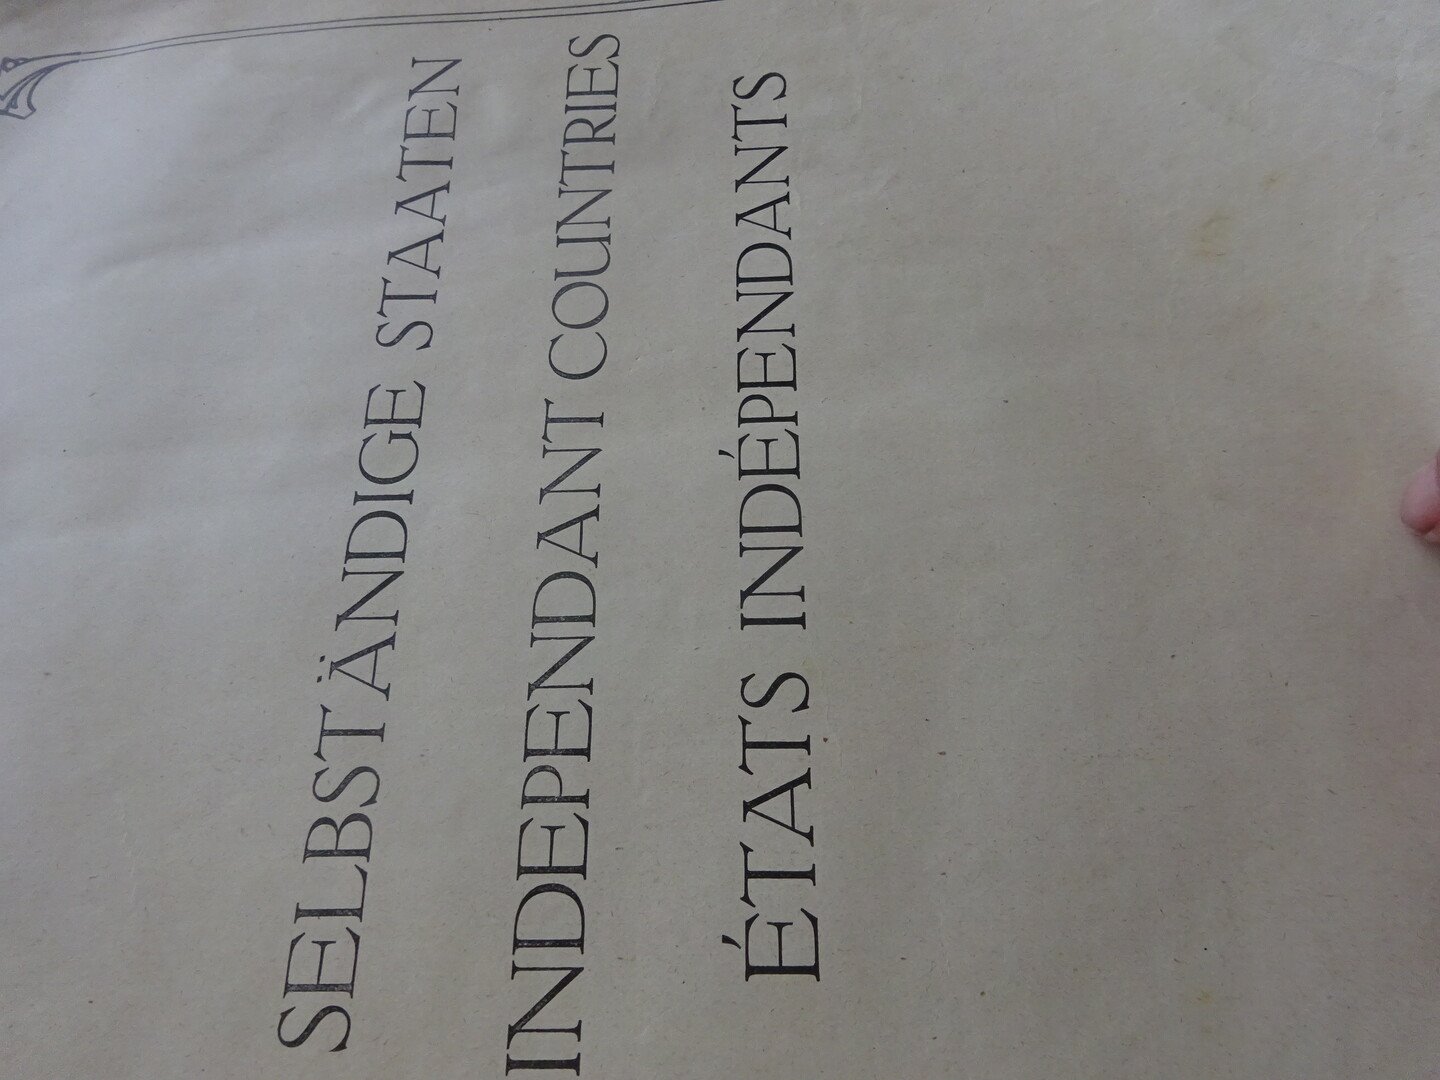 SELBSTÄNDIGE STAATEN
INDEPENDANT COUNTRIES
ÉTATS INDÉPENDANTS